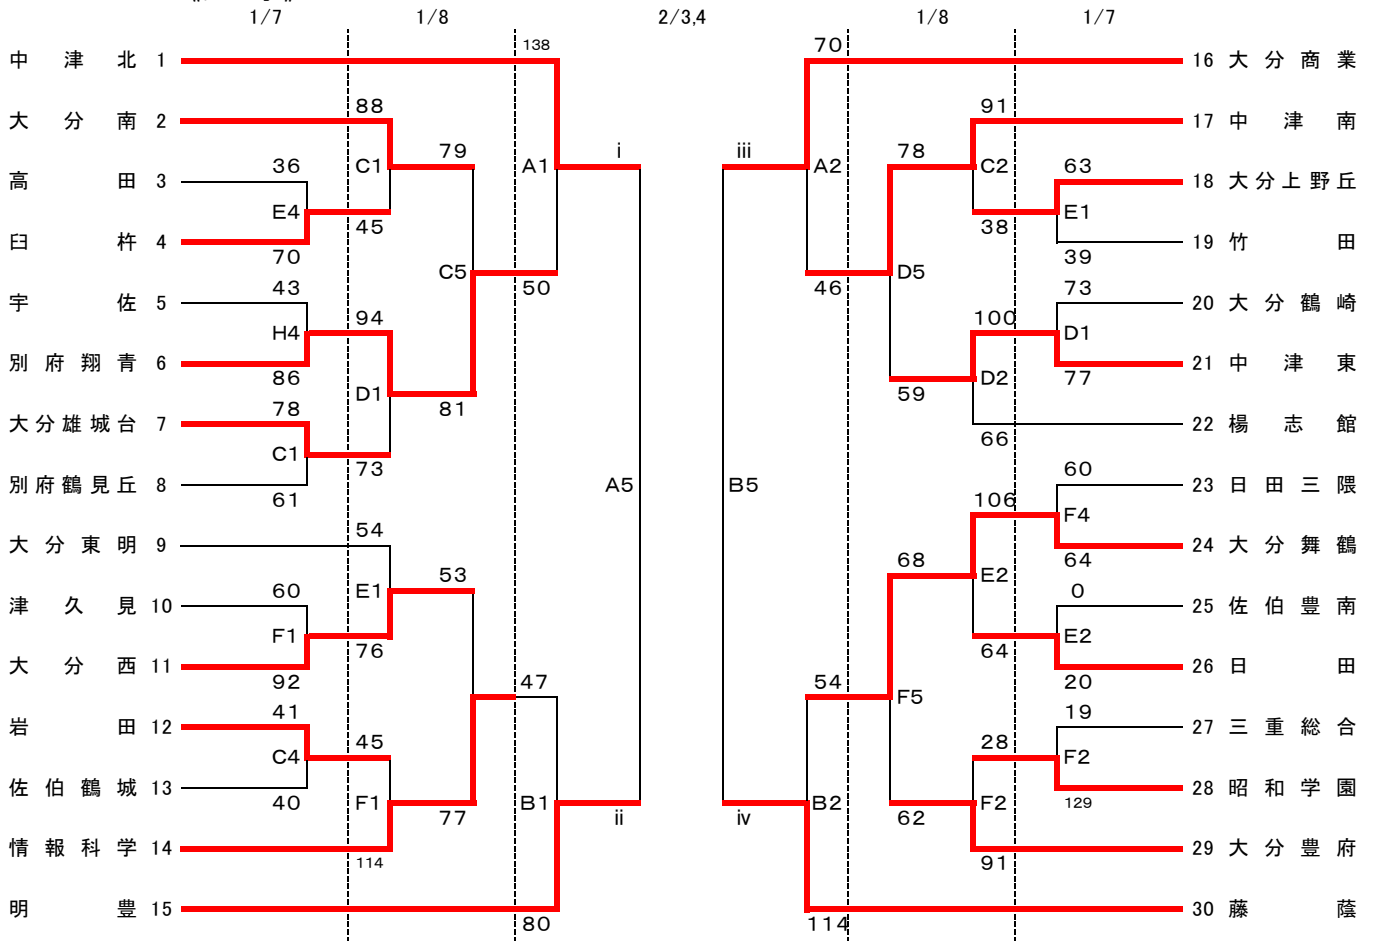 1/7 1/8 2/3,4 1/8 1/7
138 70
中津北 1 16 大分商業
88 91
大分南 2 17 中津南
79 i iii 78
36 C1 A1 A2 C2 63
高田 3 18 大分上野丘
E4 45 38 E1
臼杵 4 19 竹田
70 39
C5 D5
43 50 46 73
宇佐 5 20 大分鶴崎
94 100
H4 D1
別府翔青 6 21 中津東
86 D1 D2 77
78 81 59
大分雄城台 7 22 楊志館
66
C1 73 60
別府鶴見丘 8 A5 B5 23 日田三隈
61 106
F4
54
大分東明 9 24 大分舞鶴
64
53 68
60 E1 E2 0
津久見 10 25 佐伯豊南
F1 E2
76 64
大分西 11 26 日田
92 20
47 54 F5
41 19
岩田 12 27 三重総合
45 28
C4 F2
佐伯鶴城 13 28 昭和学園
40 F1 B1 B2 F2 129
77 ii iv 62
情報科学 14 29 大分豊府
114 91
明豊 15 30 藤蔭
80 114